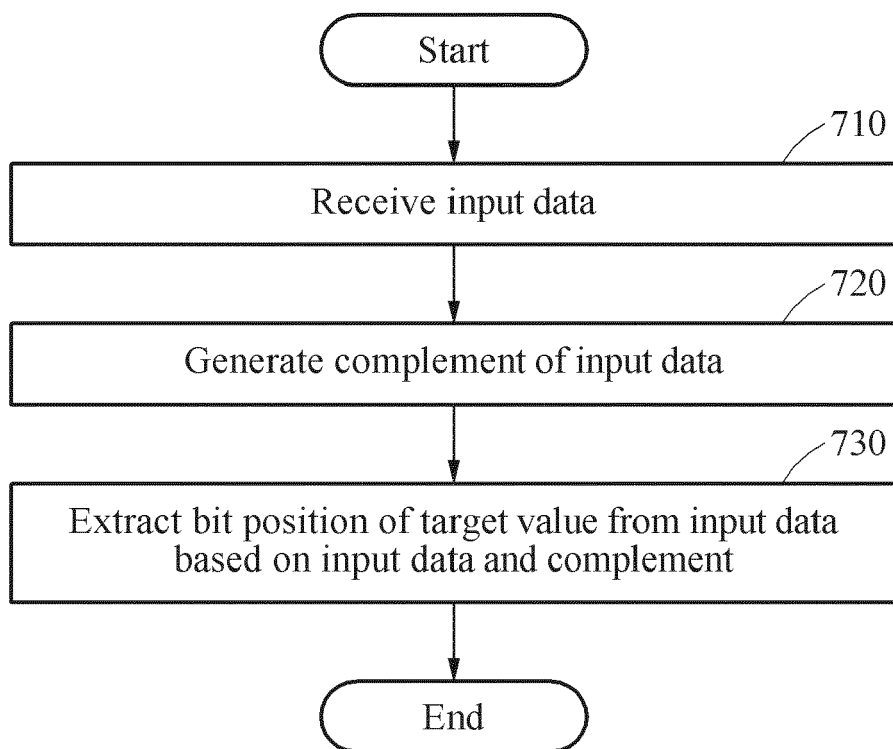 Start
710
Receive input data
720
Generate complement of input data
730
Extract bit position of target value from input data
based on input data and complement
End